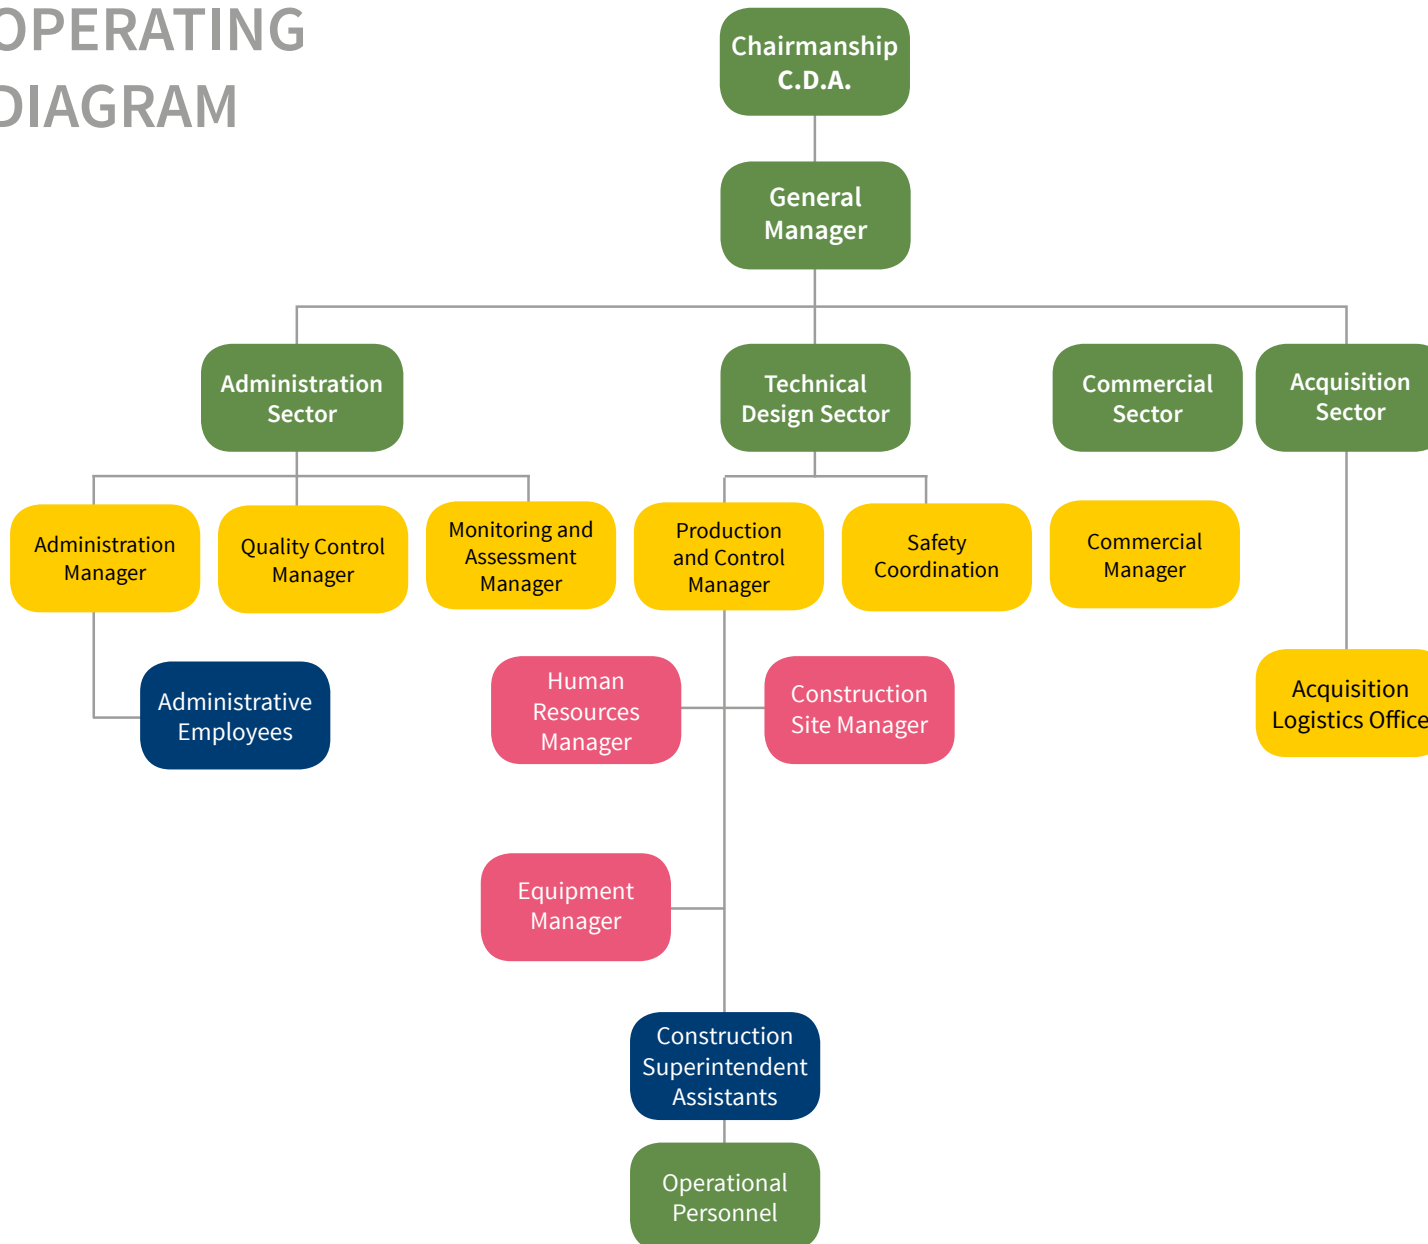 OPERATING
DIAGRAM
Chairmanship
C.D.A.
General
Manager
Administration
Sector
Technical
Design Sector
Commercial
Sector
Acquisition
Sector
Administration
Manager
Quality Control
Manager
Monitoring and
Assessment
Manager
Production
and Control
Manager
Safety
Coordination
Commercial
Manager
Administrative
Employees
Human
Resources
Manager
Construction
Site Manager
Acquisition
Logistics Office
Equipment
Manager
Construction
Superintendent
Assistants
Operational
Personnel